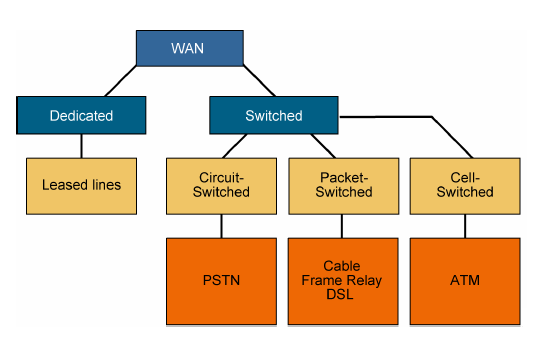 WAN
Dedicated
Switched
Leased lines
Circuit-
Switched
Packet-
Switched
Cell-
Switched
PSTN
Cable
Frame Relay
DSL
ATM